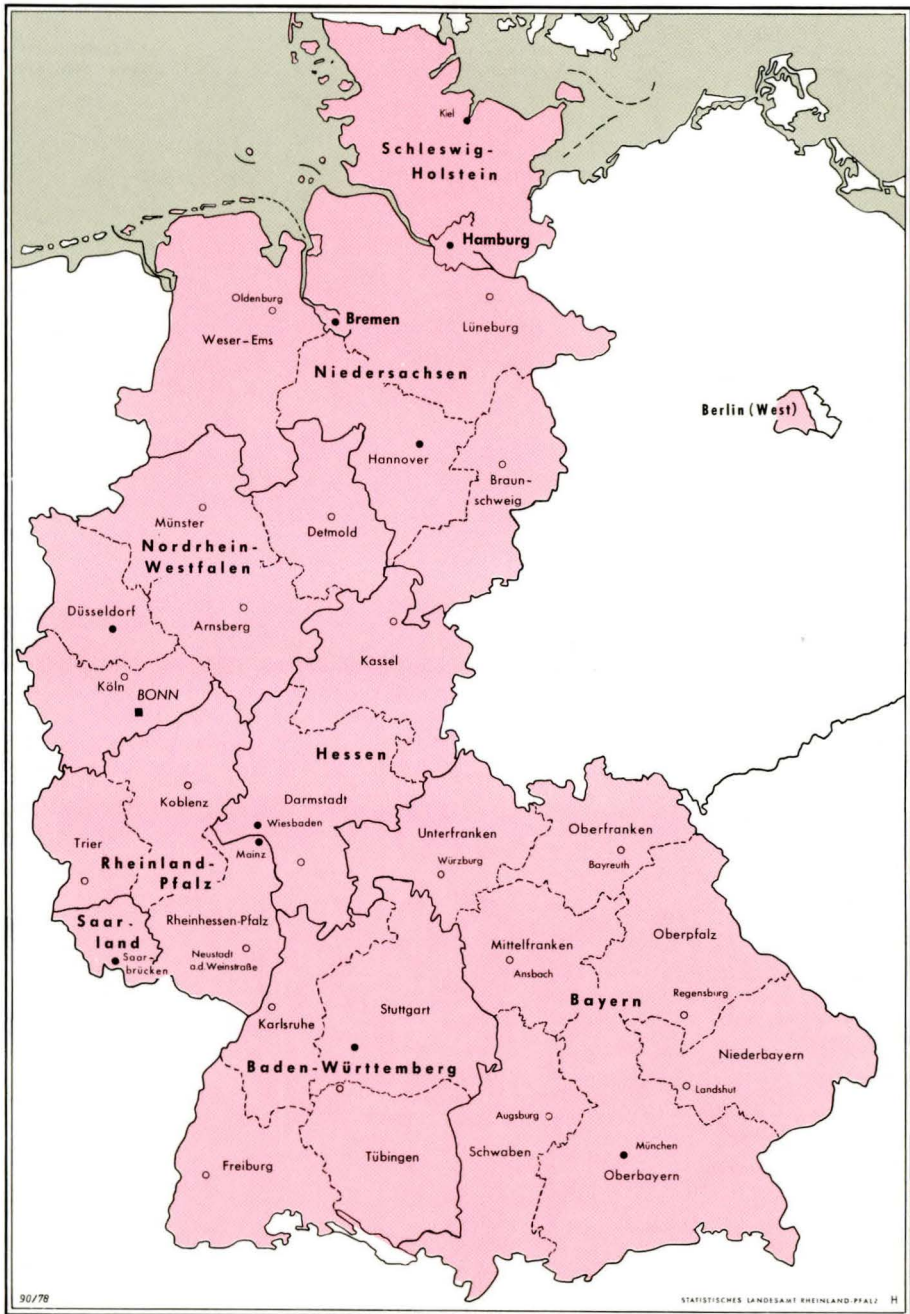 Kiel
Schleswig-
Holstein
Hamburg
Oldenburg
Bremen
Lüneburg
Weser-Ems
Niedersachsen
Berlin (West)
Hannover
Braun-
schweig
Münster
Detmold
Nordrhein-
Westfalen
Düsseldorf
Arnsberg
Kassel
Köln
BONN
Hessen
Koblenz
Darmstadt
Wiesbaden
Mainz
Trier
Rheinland-
Pfalz
Unterfranken
Würzburg
Oberfranken
Bayreuth
Saar-
land
Saar-
brücken
Rheinhessen-Pfalz
Neustadt
a.d.Weinstraße
Mittelfranken
Ansbach
Oberpfalz
Bayern
Regensburg
Karlsruhe
Stuttgart
Baden-Württemberg
Niederbayern
Landshut
Augsburg
Schwaben
München
Oberbayern
Freiburg
Tübingen
90/78
STATISTISCHES LANDESAMT RHEINLAND-PFALZ H